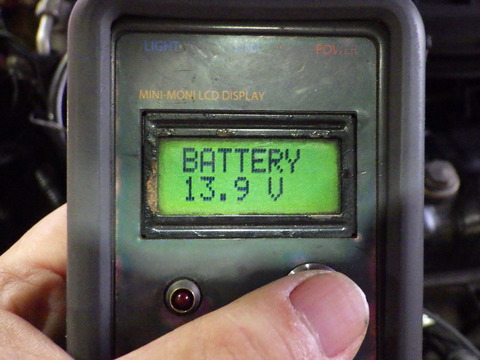 LIGHT POWER
MINI-MONI LCD DISPLAY
BATTERY
13.9 V